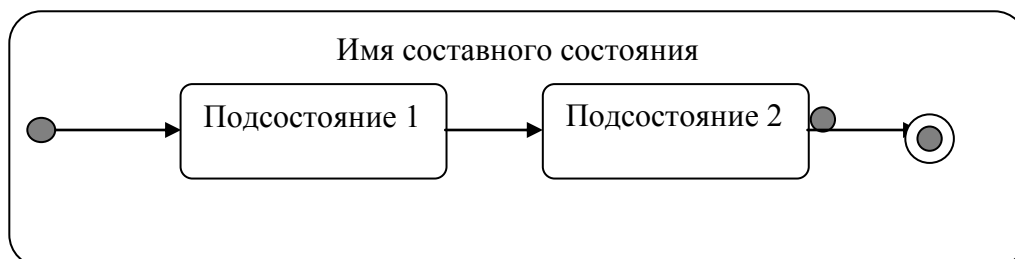 Имя составного состояния
Подсостояние 1
Подсостояние 2